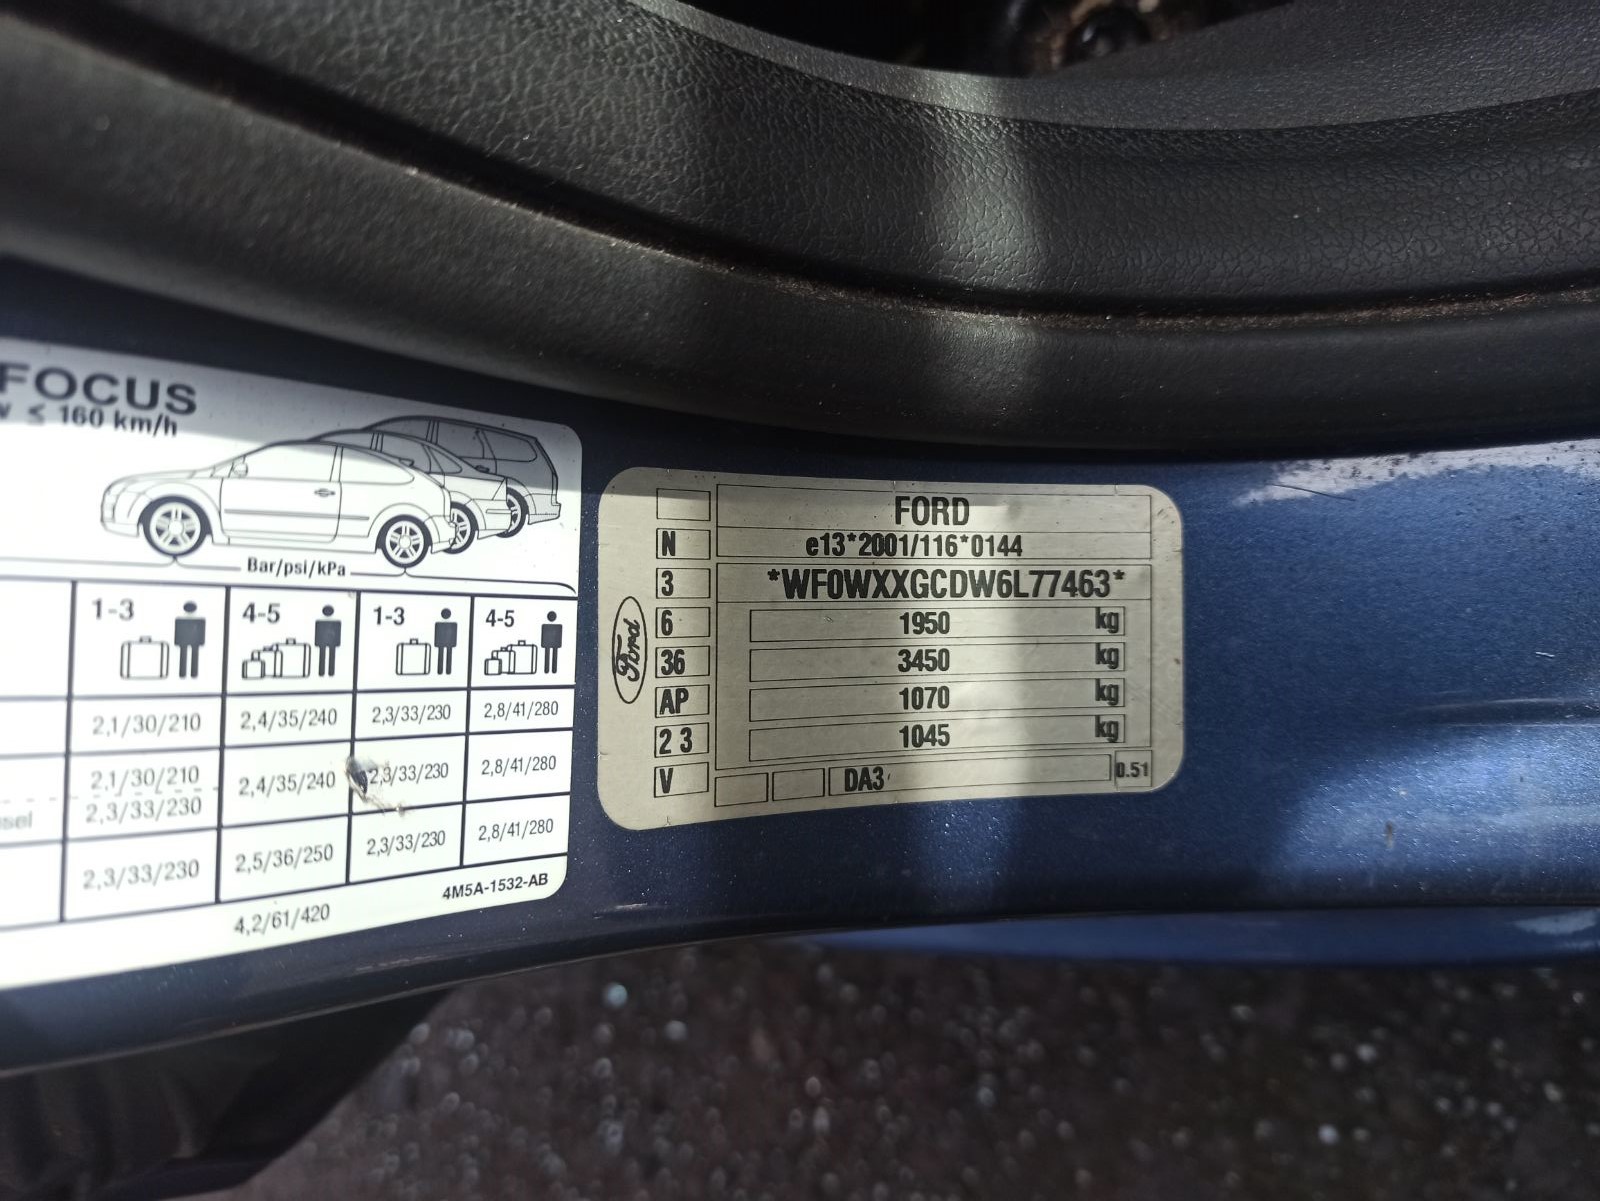 FOCUS
v ≤ 160 km/h
Bar/psi/kPa
1-3 4-5 1-3 4-5
2,1/30/210 2,4/35/240 2,3/33/230 2,8/41/280
2,1/30/210 2,4/35/240 2,3/33/230 2,8/41/280
2,3/33/230
2,3/33/230 2,5/36/250 2,3/33/230 2,8/41/280
4M5A-1532-AB
4,2/61/420
Ford
FORD
N e13*2001/116*0144
3 *WF0WXXGCDW6L77463*
6 1950 kg
36 3450 kg
AP 1070 kg
2 3 1045 kg
V DA3 0.51